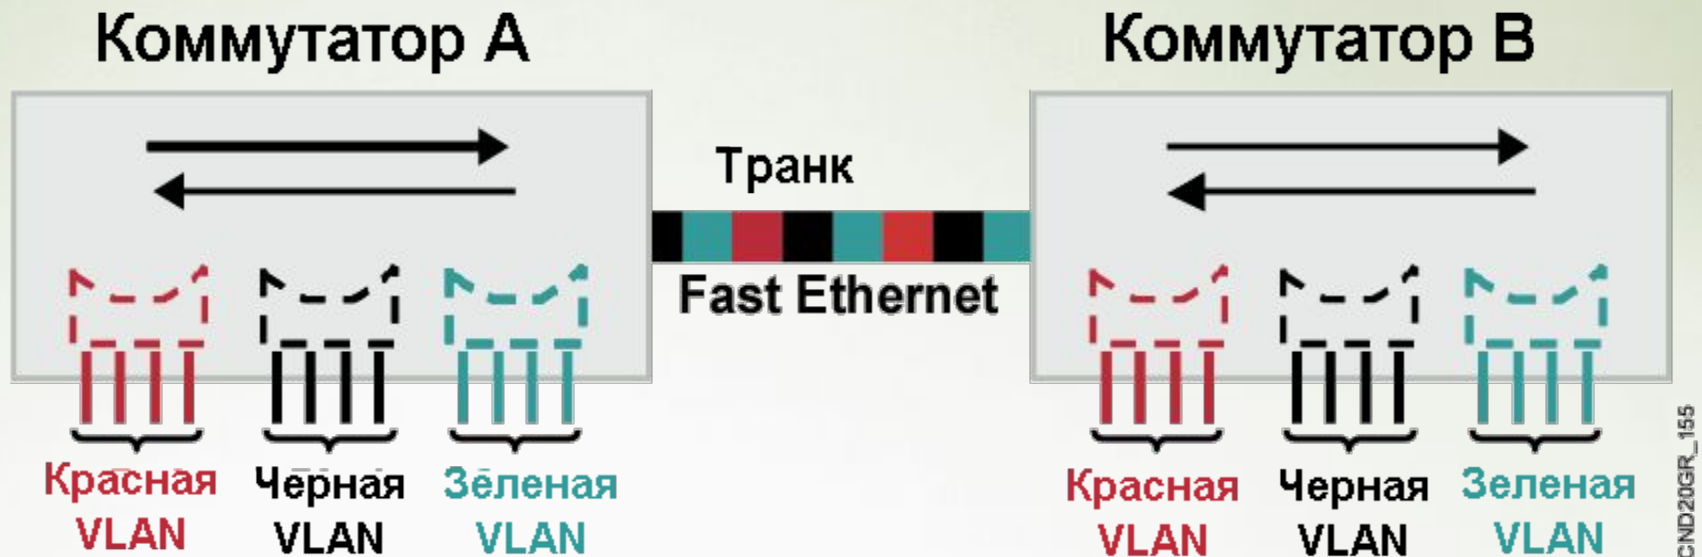 Коммутатор A
Коммутатор B
Транк
Fast Ethernet
Красная
VLAN
Черная
VLAN
Зеленая
VLAN
Красная
VLAN
Черная
VLAN
Зеленая
VLAN
CND20GR_155